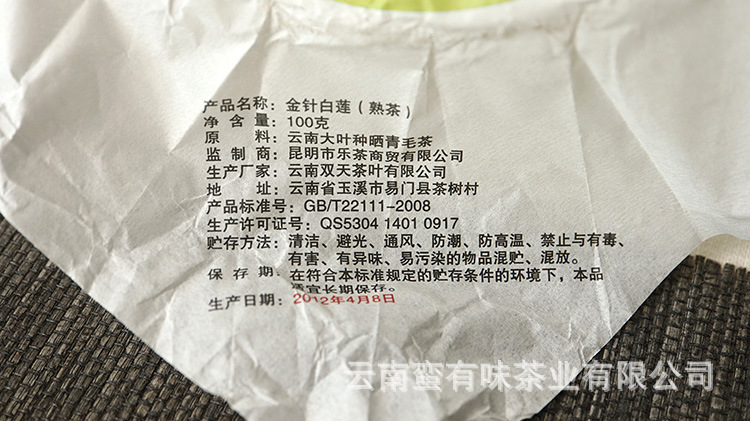 产品名称：金针白莲（熟茶）
净 含 量：100克
原 料：云南大叶种晒青毛茶
监 制 商：昆明市乐茶商贸有限公司
生产厂家：云南双天茶叶有限公司
地 址：云南省玉溪市易门县茶树村
产品标准号：GB/T22111-2008
生产许可证号：QS5304 1401 0917
贮存方法：清洁、避光、通风、防潮、防高温、禁止与有毒、
有害、有异味、易污染的物品混贮、混放。
保 存 期：在符合本标准规定的贮存条件的环境下，本品
适宜长期保存。
生产日期：2012年4月8日
云南蛮有味茶业有限公司